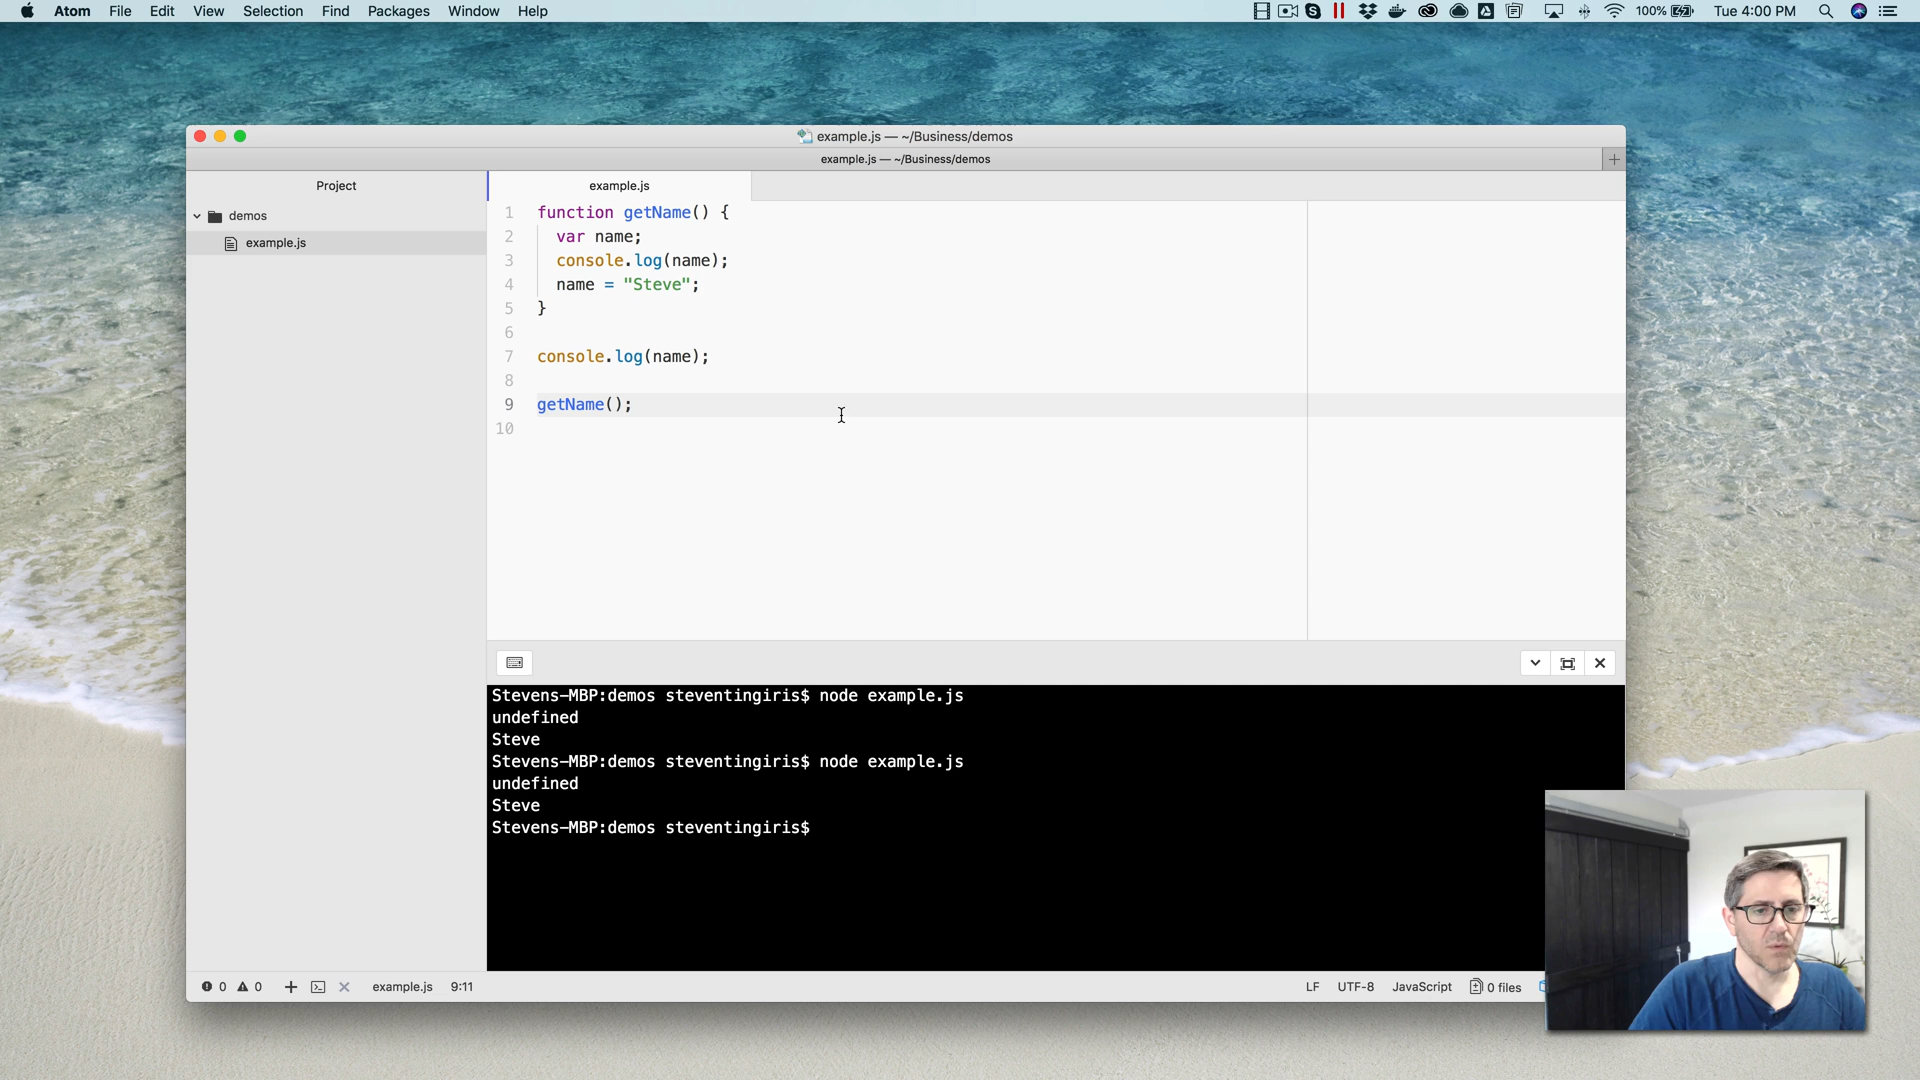 Atom File Edit View Selection Find Packages Window Help 100% Tue 4:00 PM
example.js — ~/Business/demos
example.js — ~/Business/demos
Project
example.js
demos
example.js
1 function getName() {
2 var name;
3 console.log(name);
4 name = "Steve";
5 }
6
7 console.log(name);
8
9 getName();
10
Stevens-MBP:demos steventingiris$ node example.js
undefined
Steve
Stevens-MBP:demos steventingiris$ node example.js
undefined
Steve
Stevens-MBP:demos steventingiris$
0 0 example.js 9:11 LF UTF-8 JavaScript 0 files